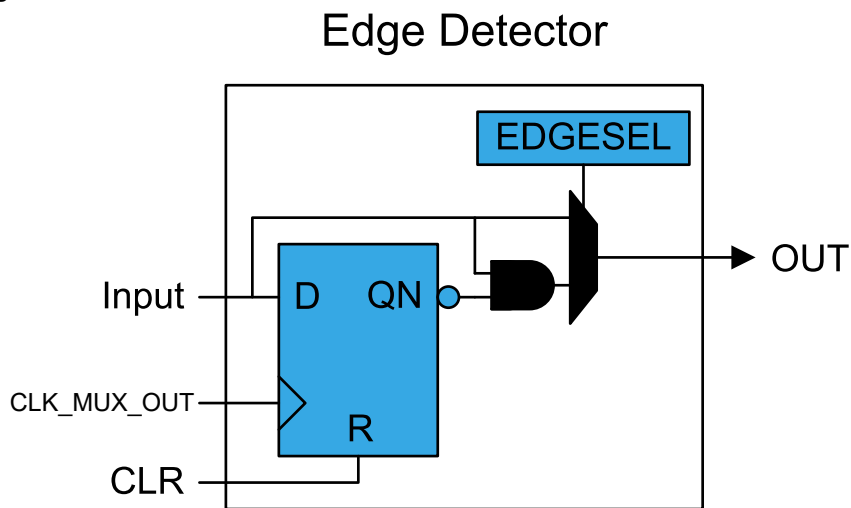 Edge Detector
EDGESEL
OUT
Input
D
QN
CLK_MUX_OUT
R
CLR